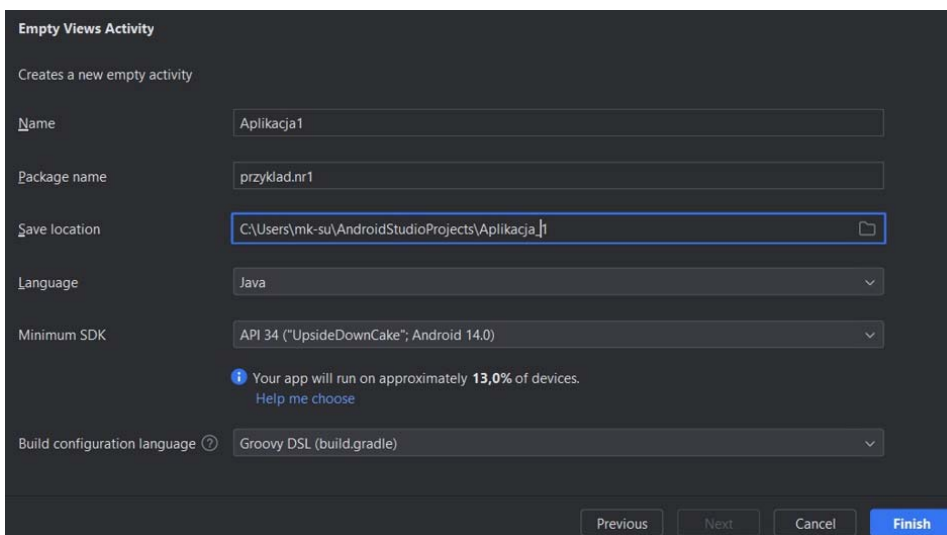 Empty Views Activity
Creates a new empty activity
Name Aplikacja1
Package name przyklad.nr1
Save location C:\Users\mk-su\AndroidStudioProjects\Aplikacja_1
Language Java
Minimum SDK API 34 ("UpsideDownCake"; Android 14.0)
Your app will run on approximately 13,0% of devices.
Help me choose
Build configuration language Groovy DSL (build.gradle)
Previous Next Cancel Finish